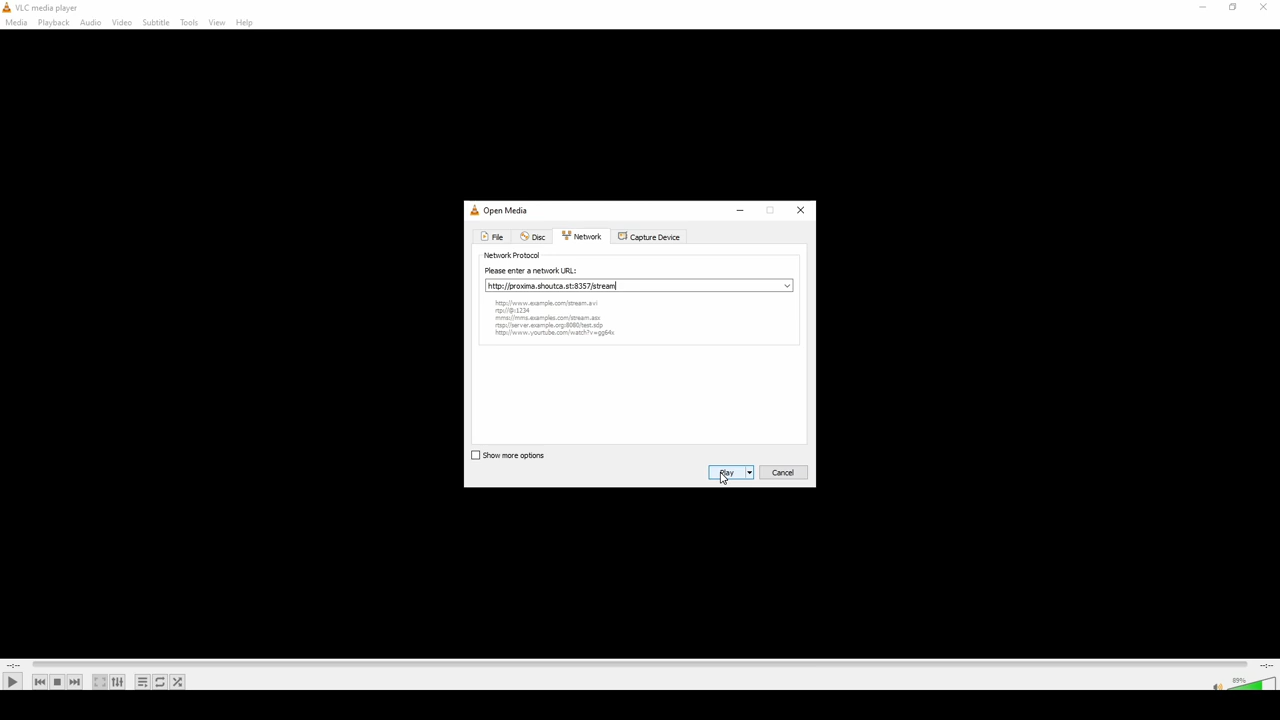 VLC media player
Media Playback Audio Video Subtitle Tools View Help
Open Media
File Disc Network Capture Device
Network Protocol
Please enter a network URL:
http://proxima.shoutca.st:8357/stream
http://www.example.com/stream.avi
rtp://@:1234
mms://mms.examples.com/stream.asx
rtsp://server.example.org:8080/test.sdp
http://www.yourtube.com/watch?v=gg64x
Show more options
Play Cancel
--:-- --:--
89%